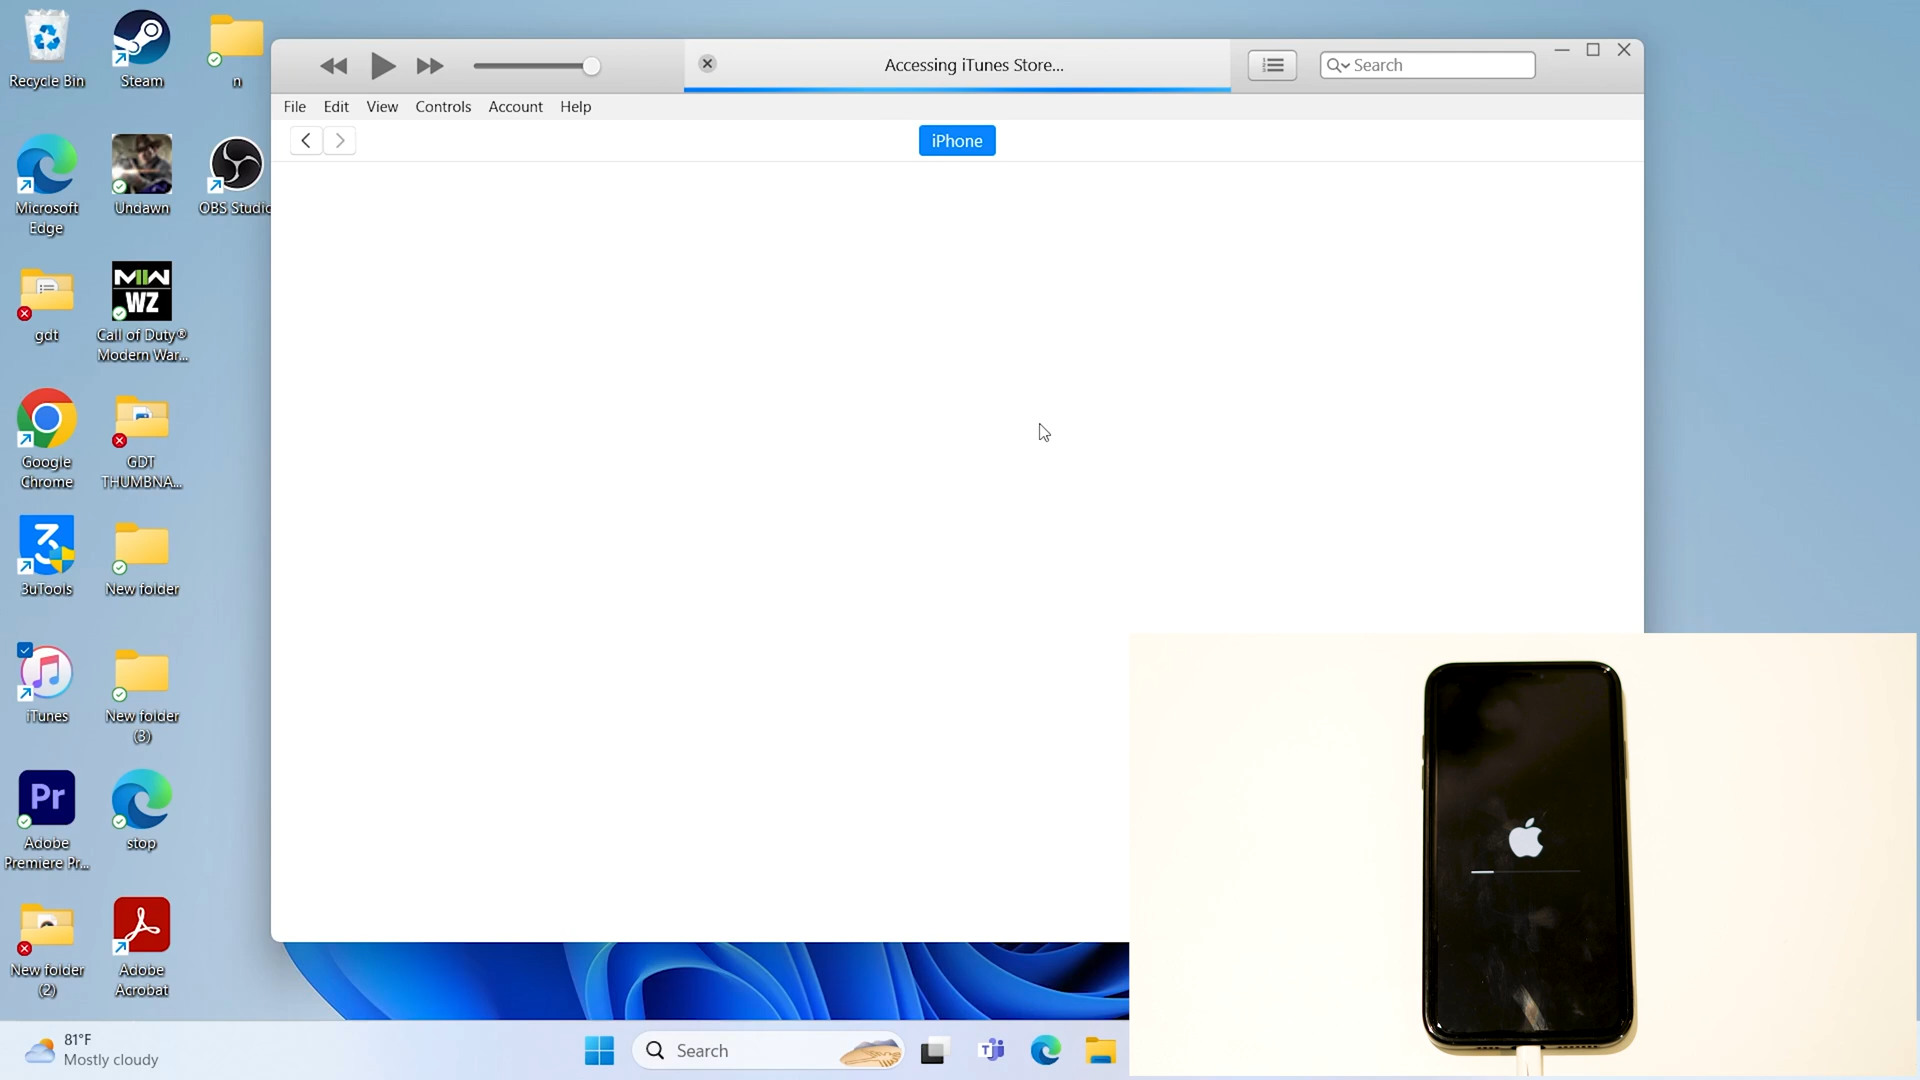 Recycle Bin
Steam
n
Accessing iTunes Store...
Search
File Edit View Controls Account Help
iPhone
Microsoft
Edge
Undawn
OBS Studio
MW
WZ
gdt
Call of Duty®
Modern War...
Google
Chrome
GDT
THUMBNA...
3uTools
New folder
iTunes
New folder
(3)
Pr
Adobe
Premiere Pr...
stop
New folder
(2)
Adobe
Acrobat
81°F
Mostly cloudy
Search